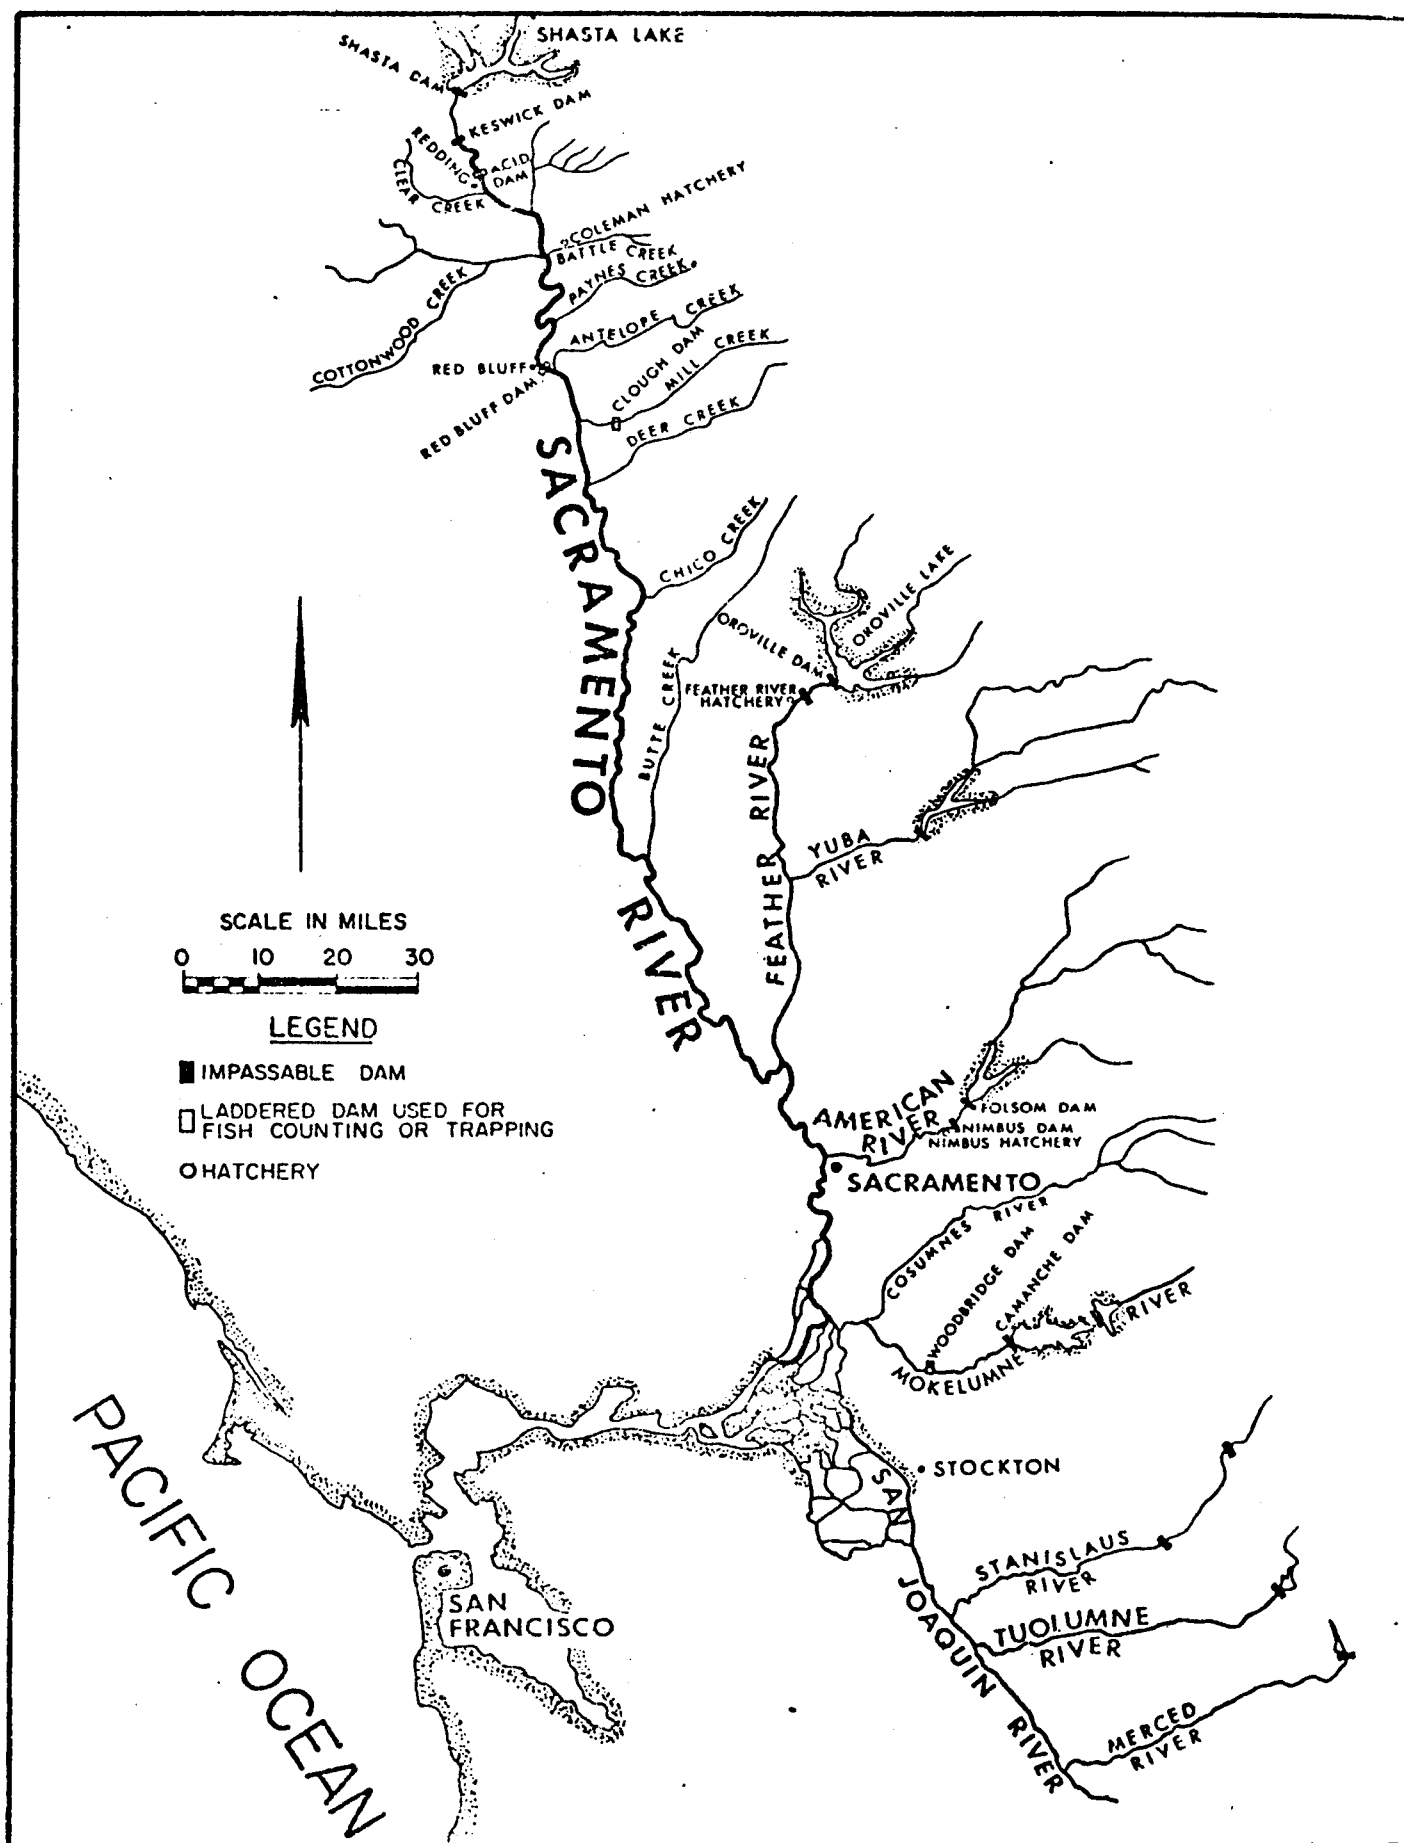 SHASTA LAKE
SHASTA DAM
KESWICK DAM
REDDING
A.C.I.D.
DAM
CLEAR
CREEK
COLEMAN HATCHERY
BATTLE CREEK
PAYNES CREEK
COTTONWOOD CREEK
ANTELOPE CREEK
RED BLUFF
CLOUGH DAM
MILL CREEK
RED BLUFF DAM
DEER CREEK
SACRAMENTO
RIVER
CHICO CREEK
OROVILLE LAKE
OROVILLE DAM
BUTTE CREEK
FEATHER RIVER
HATCHERY
FEATHER RIVER
YUBA
RIVER
SCALE IN MILES
0 10 20 30
LEGEND
IMPASSABLE DAM
LADDERED DAM USED FOR
FISH COUNTING OR TRAPPING
HATCHERY
AMERICAN
RIVER
FOLSOM DAM
NIMBUS DAM
NIMBUS HATCHERY
SACRAMENTO
COSUMNES RIVER
WOODBRIDGE DAM
CAMANCHE DAM
MOKELUMNE RIVER
STOCKTON
SAN
JOAQUIN RIVER
STANISLAUS
RIVER
TUOLUMNE
RIVER
MERCED
RIVER
SAN
FRANCISCO
PACIFIC OCEAN